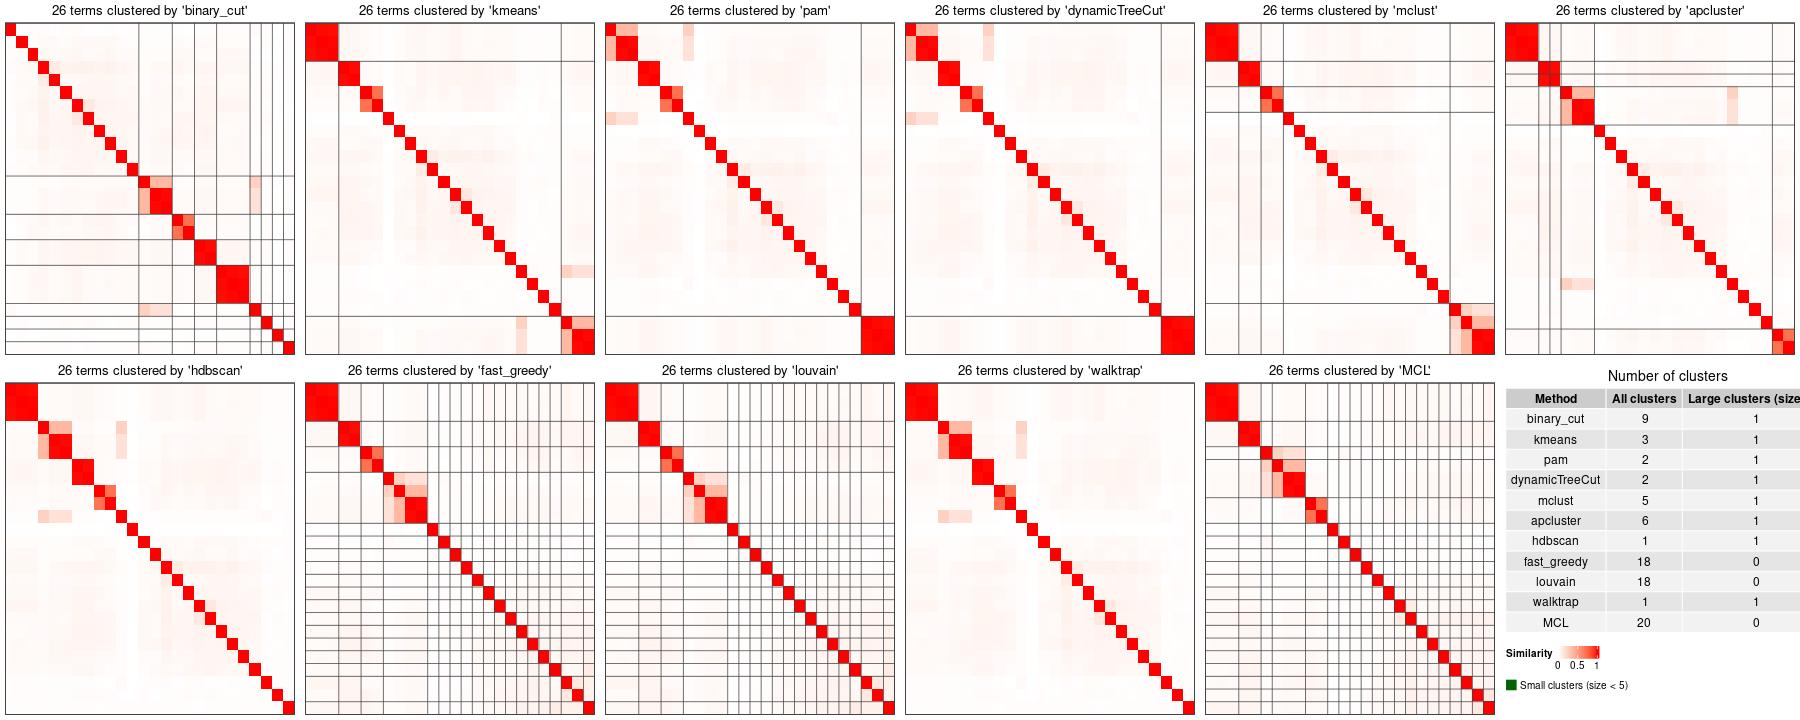 26 terms clustered by 'binary_cut'
26 terms clustered by 'kmeans'
26 terms clustered by 'pam'
26 terms clustered by 'dynamicTreeCut'
26 terms clustered by 'mclust'
26 terms clustered by 'apcluster'
26 terms clustered by 'hdbscan'
26 terms clustered by 'fast_greedy'
26 terms clustered by 'louvain'
26 terms clustered by 'walktrap'
26 terms clustered by 'MCL'
Number of clusters
Method All clusters Large clusters (size
binary_cut 9 1
kmeans 3 1
pam 2 1
dynamicTreeCut 2 1
mclust 5 1
apcluster 6 1
hdbscan 1 1
fast_greedy 18 0
louvain 18 0
walktrap 1 1
MCL 20 0
Similarity
0 0.5 1
Small clusters (size < 5)